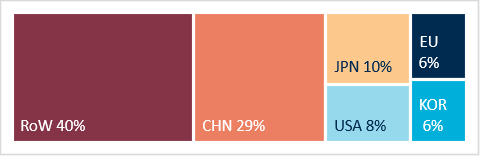 RoW 40%
CHN 29%
JPN 10%
USA 8%
EU
6%
KOR
6%